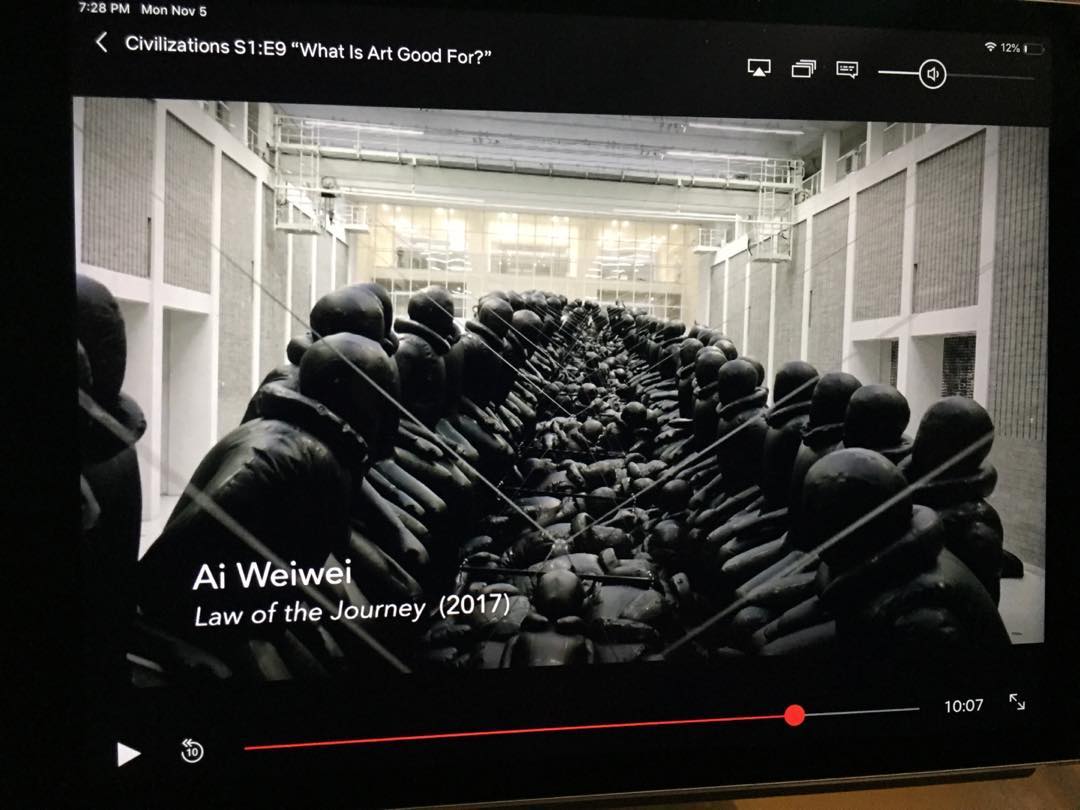 7:28 PM Mon Nov 5
Civilizations S1:E9 “What Is Art Good For?”
12%
Ai Weiwei
Law of the Journey (2017)
10
10:07